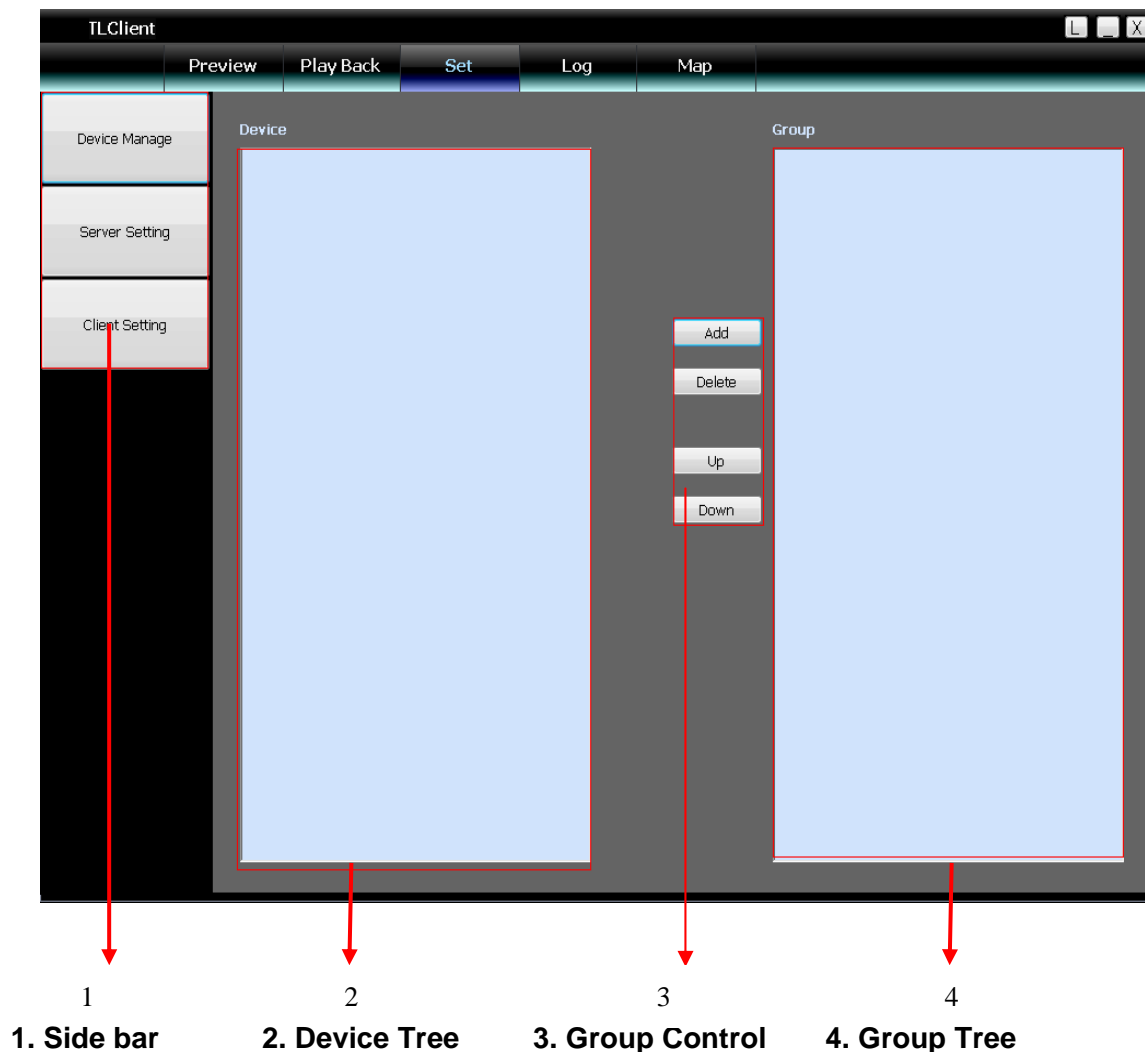 TLClient
L _ X
Preview Play Back Set Log Map
Device Manage
Server Setting
Client Setting
Device
Group
Add
Delete
Up
Down
1 2 3 4
1. Side bar 2. Device Tree 3. Group Control 4. Group Tree